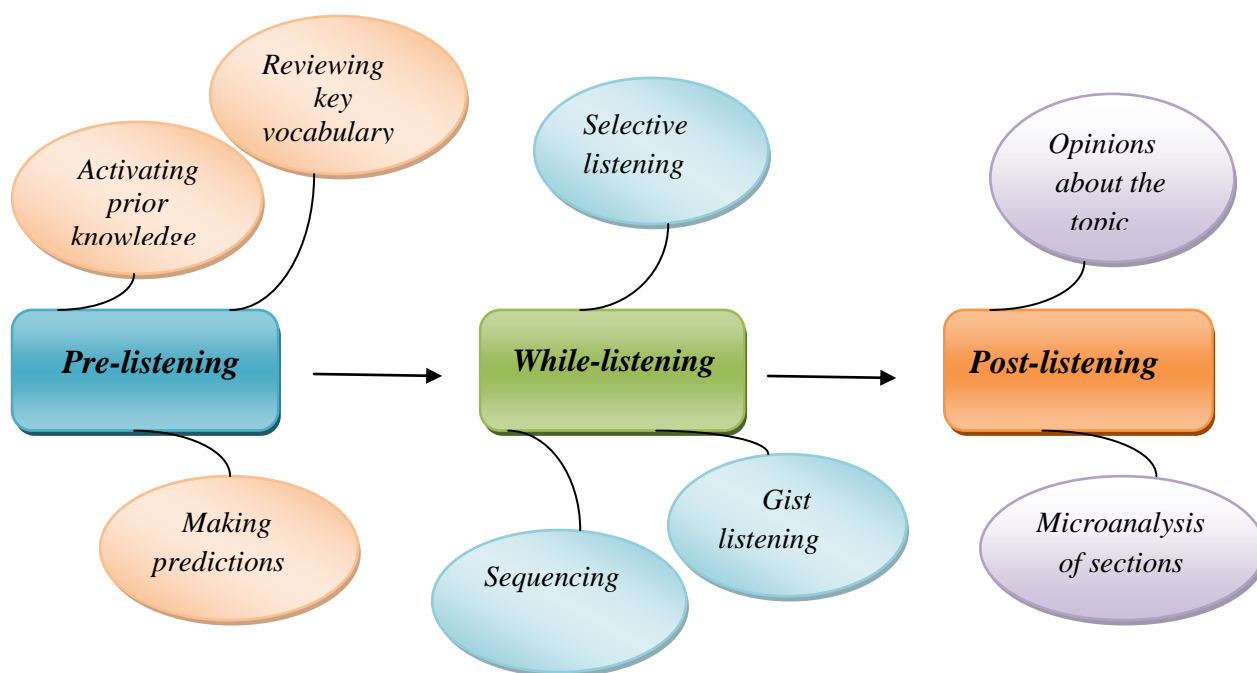 Reviewing
key
vocabulary
Activating
prior
knowledge
Selective
listening
Opinions
about the
topic
Pre-listening
While-listening
Post-listening
Making
predictions
Sequencing
Gist
listening
Microanalysis
of sections